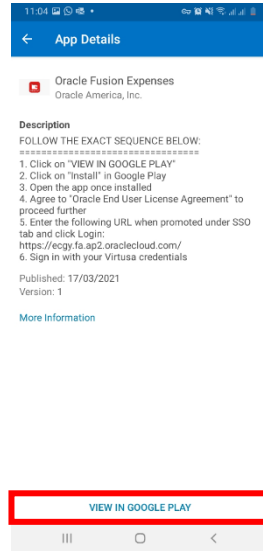 11:04
App Details
Oracle Fusion Expenses
Oracle America, Inc.
Description
FOLLOW THE EXACT SEQUENCE BELOW:
==================================
1. Click on "VIEW IN GOOGLE PLAY"
2. Click on "Install" in Google Play
3. Open the app once installed
4. Agree to "Oracle End User License Agreement" to
proceed further
5. Enter the following URL when promoted under SSO
tab and click Login:
https://ecgy.fa.ap2.oraclecloud.com/
6. Sign in with your Virtusa credentials
Published: 17/03/2021
Version: 1
More Information
VIEW IN GOOGLE PLAY